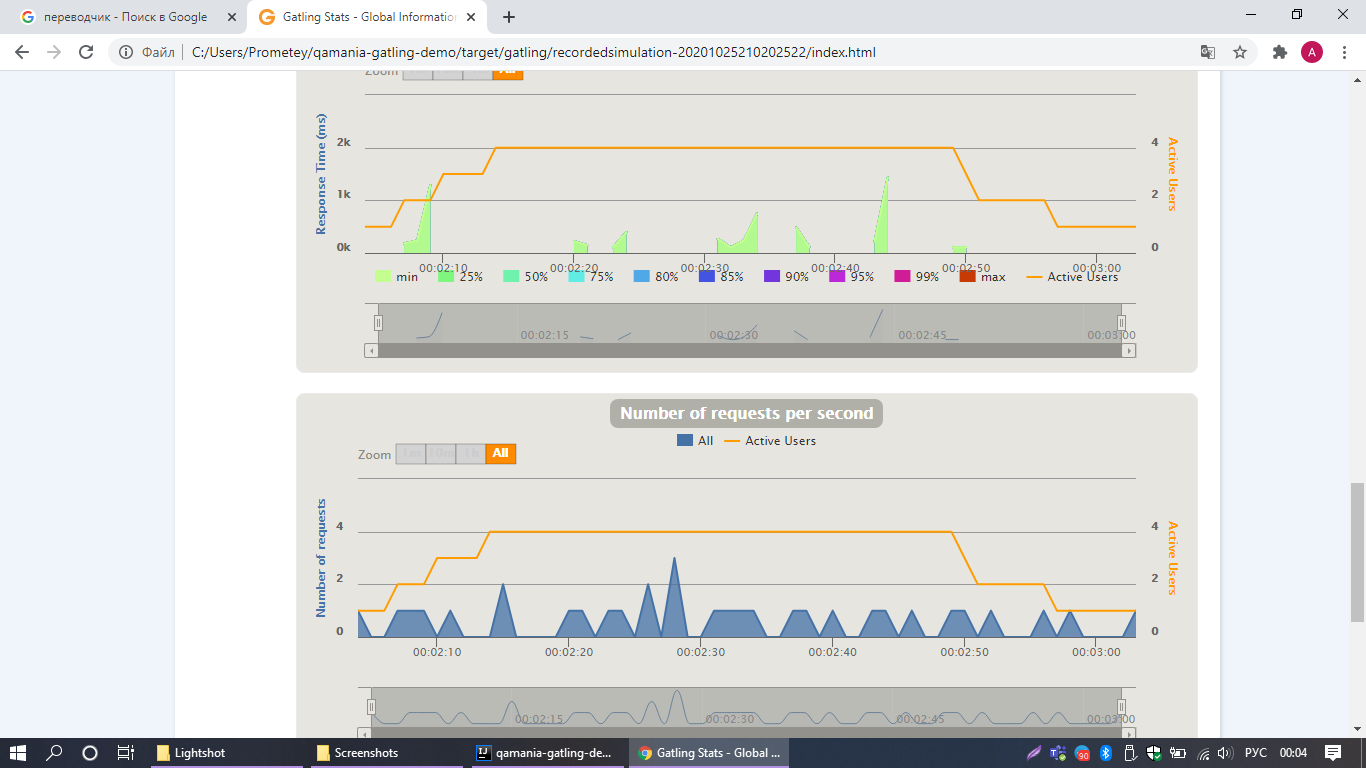 переводчик - Поиск в Google
Gatling Stats - Global Information
Файл
C:/Users/Prometey/qamania-gatling-demo/target/gatling/recordedsimulation-20201025210202522/index.html
A
Zoom
All
Response Time (ms)
2k
1k
0k
4
2
0
Active Users
00:02:10
00:02:20
00:02:30
00:02:40
00:02:50
00:03:00
min
25%
50%
75%
80%
85%
90%
95%
99%
max
Active Users
00:02:15
00:02:30
00:02:45
00:03:00
Number of requests per second
All
Active Users
Zoom
1m
10m
1h
All
Number of requests
4
2
0
4
2
0
Active Users
00:02:10
00:02:20
00:02:30
00:02:40
00:02:50
00:03:00
00:02:15
00:02:30
00:02:45
00:03:00
Lightshot
Screenshots
qamania-gatling-de...
Gatling Stats - Global ...
90
РУС
00:04